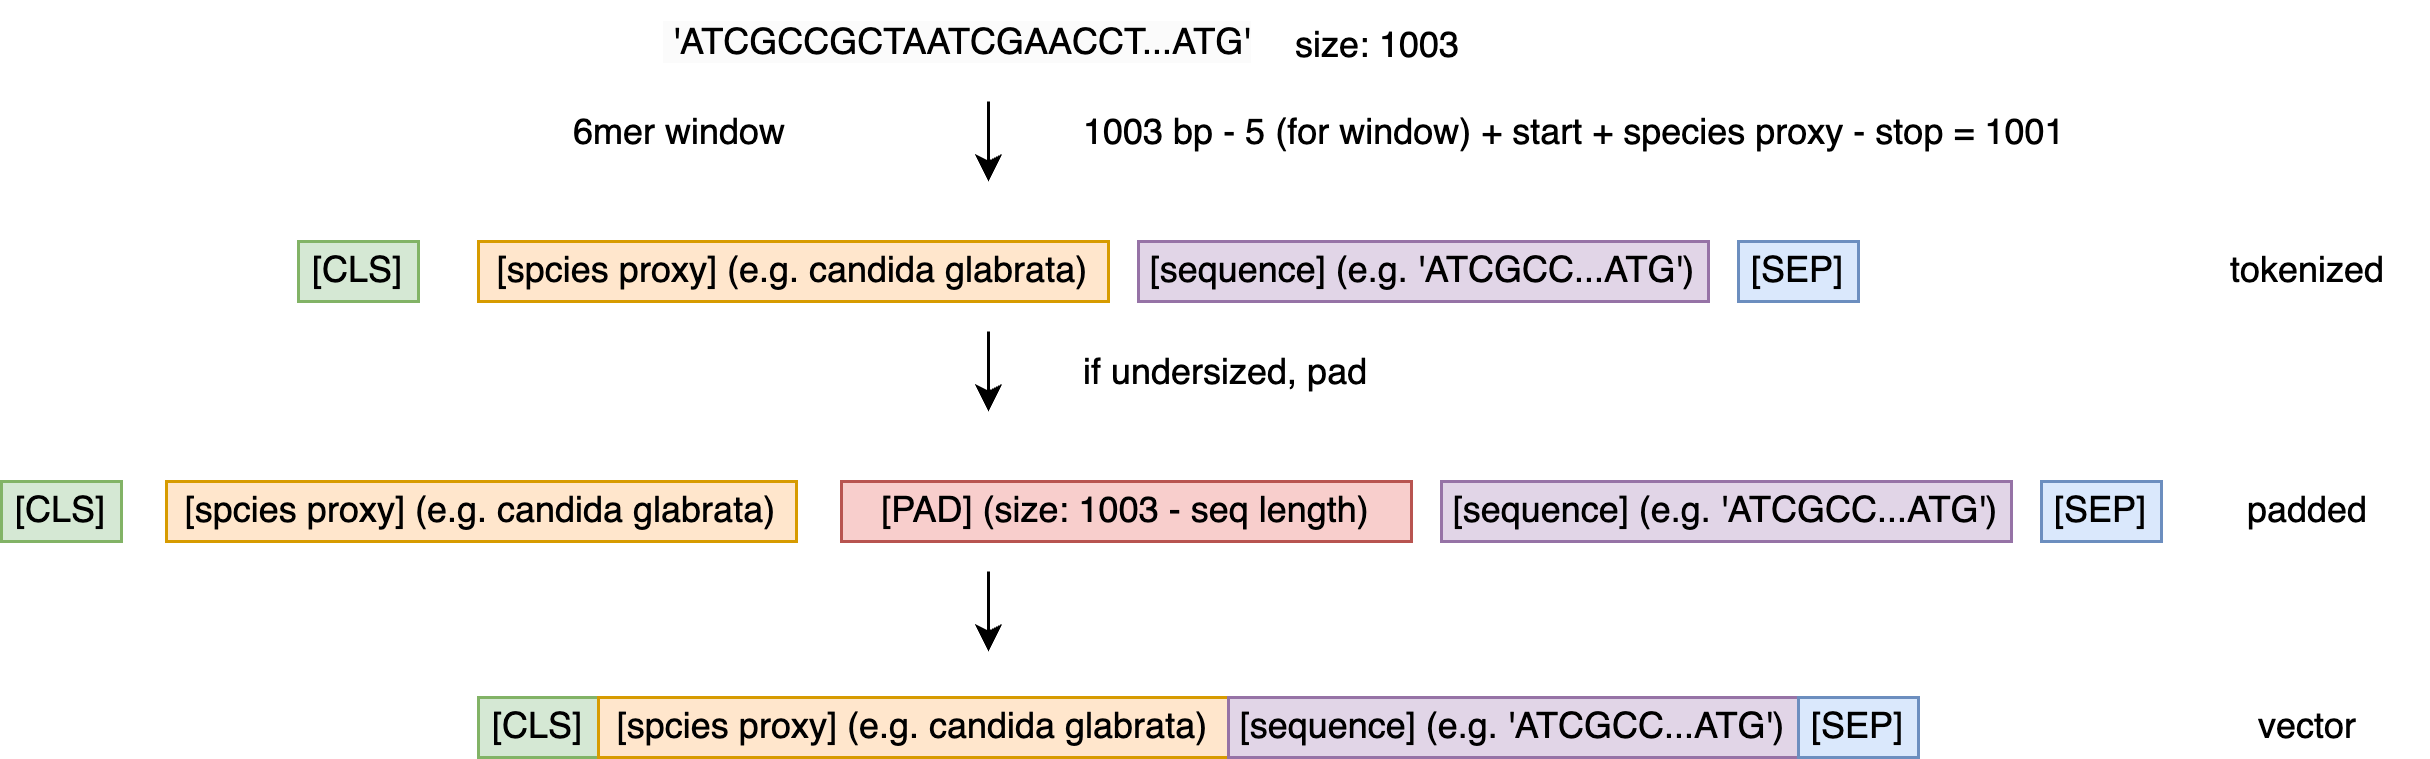 'ATCGCCGCTAATCGAACCT...ATG' size: 1003
6mer window 1003 bp - 5 (for window) + start + species proxy - stop = 1001
[CLS] [spcies proxy] (e.g. candida glabrata) [sequence] (e.g. 'ATCGCC...ATG') [SEP] tokenized
if undersized, pad
[CLS] [spcies proxy] (e.g. candida glabrata) [PAD] (size: 1003 - seq length) [sequence] (e.g. 'ATCGCC...ATG') [SEP] padded
[CLS] [spcies proxy] (e.g. candida glabrata) [sequence] (e.g. 'ATCGCC...ATG') [SEP] vector